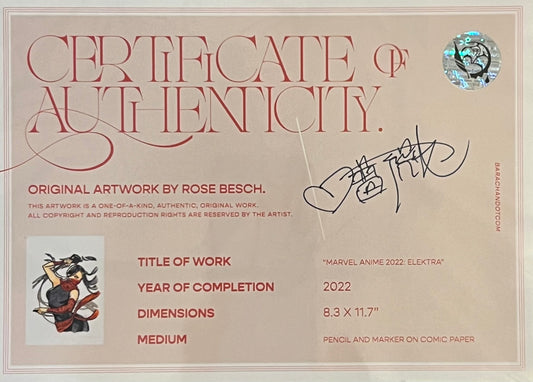 CERTIFICATE OF
AUTHENTICITY.
ORIGINAL ARTWORK BY ROSE BESCH.
THIS ARTWORK IS A ONE-OF-A-KIND, AUTHENTIC, ORIGINAL WORK.
ALL COPYRIGHT AND REPRODUCTION RIGHTS ARE RESERVED BY THE ARTIST.
BARACHANDOTCOM
TITLE OF WORK "MARVEL ANIME 2022: ELEKTRA"
YEAR OF COMPLETION 2022
DIMENSIONS 8.3 X 11.7"
MEDIUM PENCIL AND MARKER ON COMIC PAPER